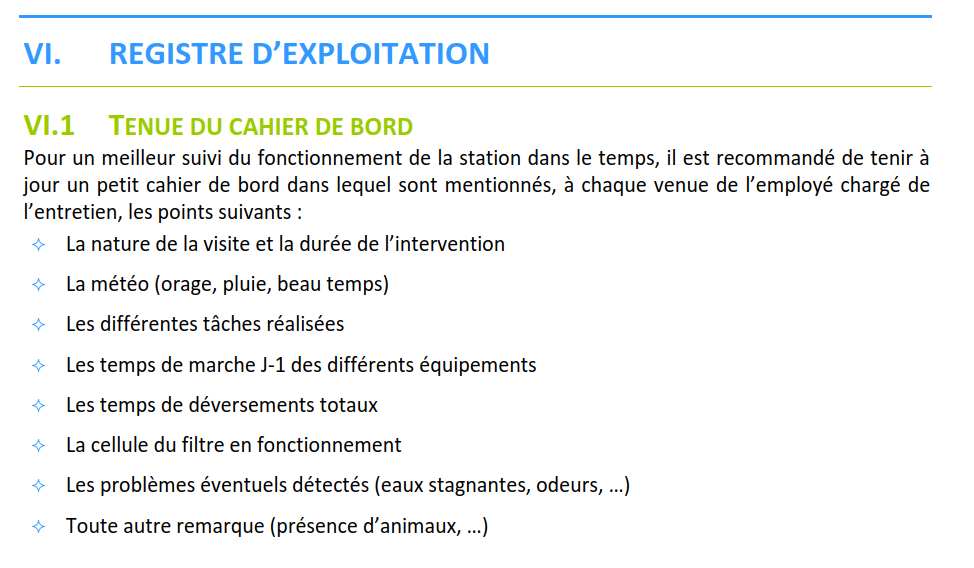 VI. REGISTRE D’EXPLOITATION
VI.1 TENUE DU CAHIER DE BORD
Pour un meilleur suivi du fonctionnement de la station dans le temps, il est recommandé de tenir à
jour un petit cahier de bord dans lequel sont mentionnés, à chaque venue de l’employé chargé de
l’entretien, les points suivants :
✧ La nature de la visite et la durée de l’intervention
✧ La météo (orage, pluie, beau temps)
✧ Les différentes tâches réalisées
✧ Les temps de marche J-1 des différents équipements
✧ Les temps de déversements totaux
✧ La cellule du filtre en fonctionnement
✧ Les problèmes éventuels détectés (eaux stagnantes, odeurs, …)
✧ Toute autre remarque (présence d’animaux, …)